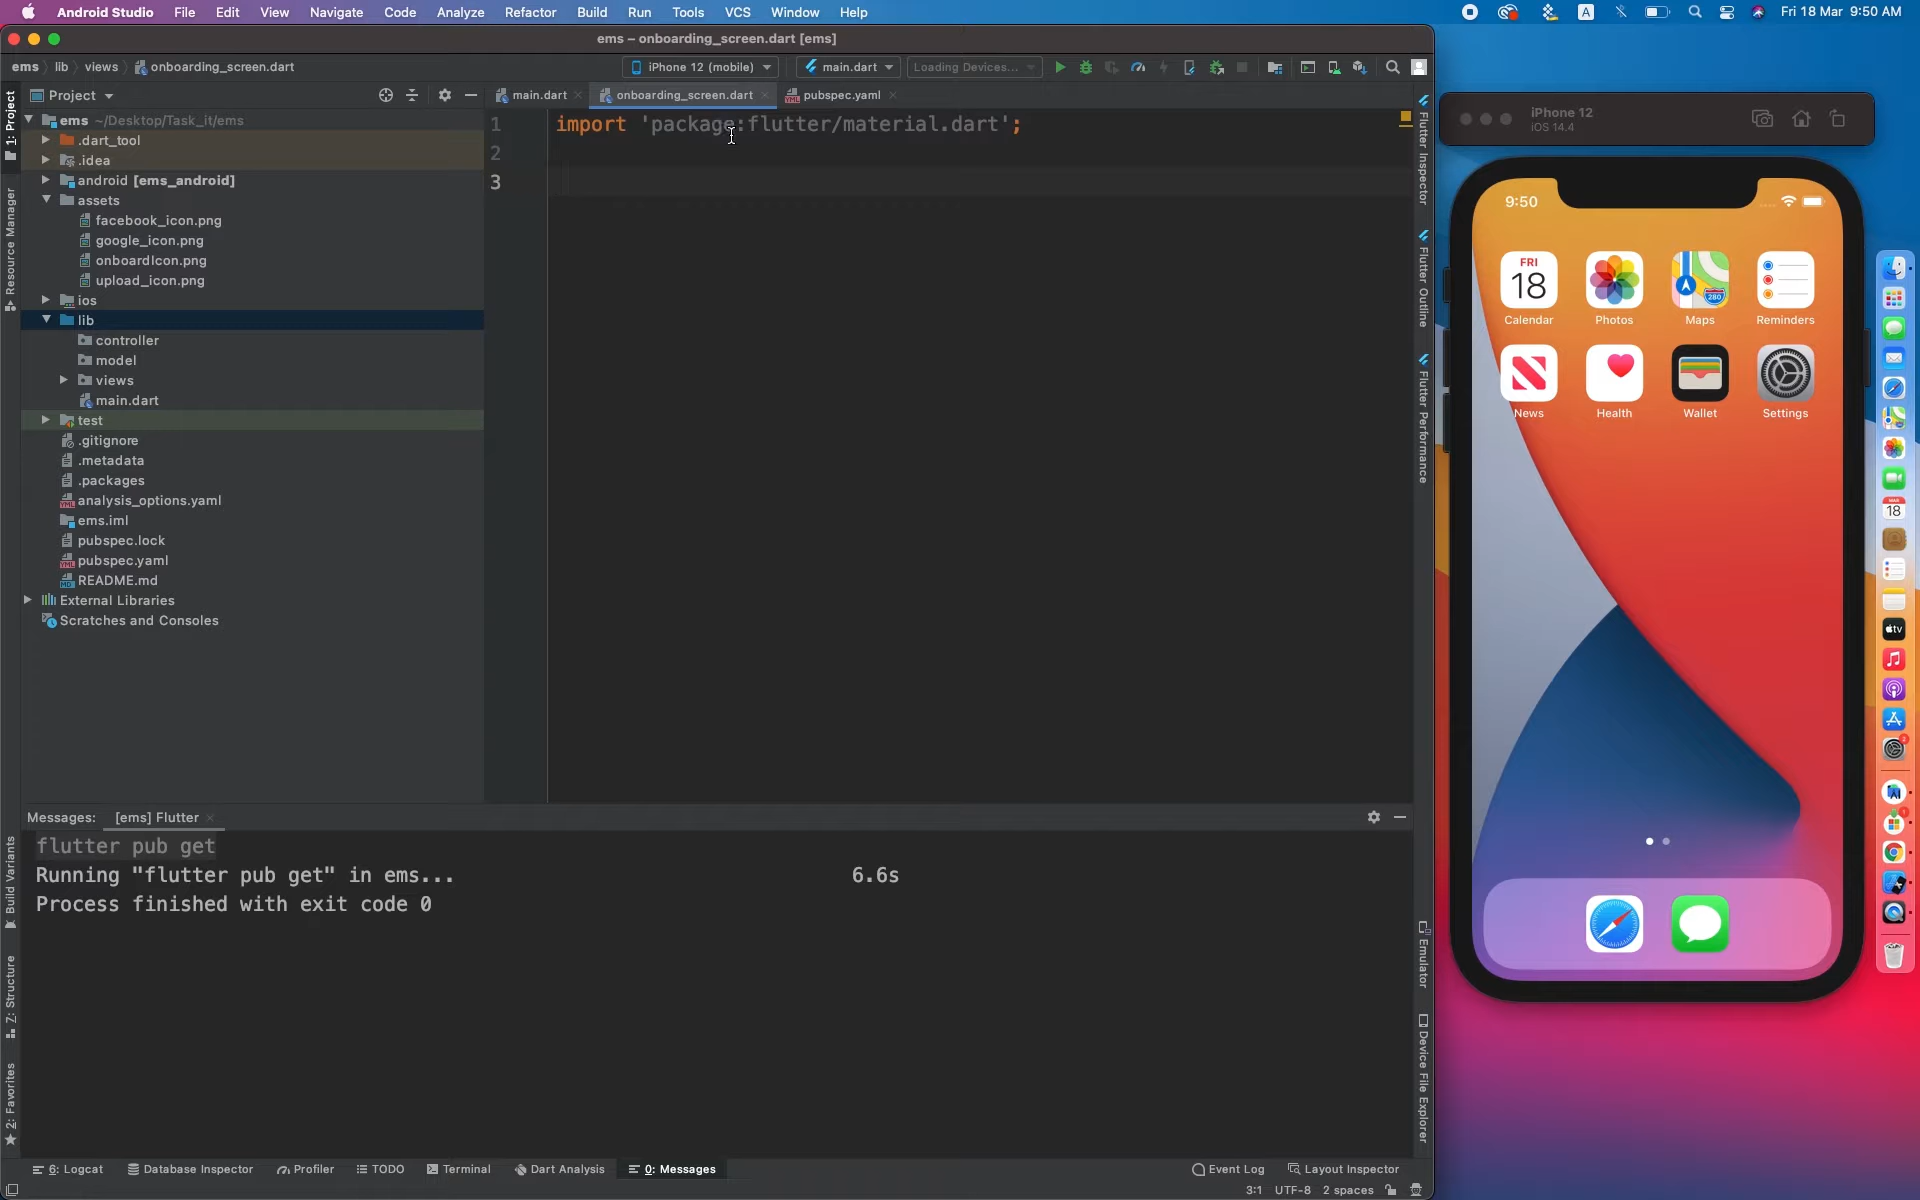 Android Studio File Edit View Navigate Code Analyze Refactor Build Run Tools VCS Window Help
A Fri 18 Mar 9:50 AM
ems – onboarding_screen.dart [ems]
ems lib views onboarding_screen.dart
iPhone 12 (mobile) main.dart Loading Devices...
Project
main.dart onboarding_screen.dart pubspec.yaml
ems ~/Desktop/Task_it/ems
.dart_tool
.idea
android [ems_android]
assets
facebook_icon.png
google_icon.png
onboardIcon.png
upload_icon.png
ios
lib
controller
model
views
main.dart
test
.gitignore
.metadata
.packages
analysis_options.yaml
ems.iml
pubspec.lock
pubspec.yaml
README.md
External Libraries
Scratches and Consoles
1: Project
Resource Manager
Build Variants
Z: Structure
2: Favorites
1 import 'package:flutter/material.dart';
2
3
Flutter Inspector
Flutter Outline
Flutter Performance
Emulator
Device File Explorer
Messages: [ems] Flutter
flutter pub get
Running "flutter pub get" in ems... 6.6s
Process finished with exit code 0
6: Logcat Database Inspector Profiler TODO Terminal Dart Analysis 0: Messages Event Log Layout Inspector
3:1 UTF-8 2 spaces
iPhone 12
iOS 14.4
9:50
FRI
18
280
Calendar Photos Maps Reminders
News Health Wallet Settings
18
tv